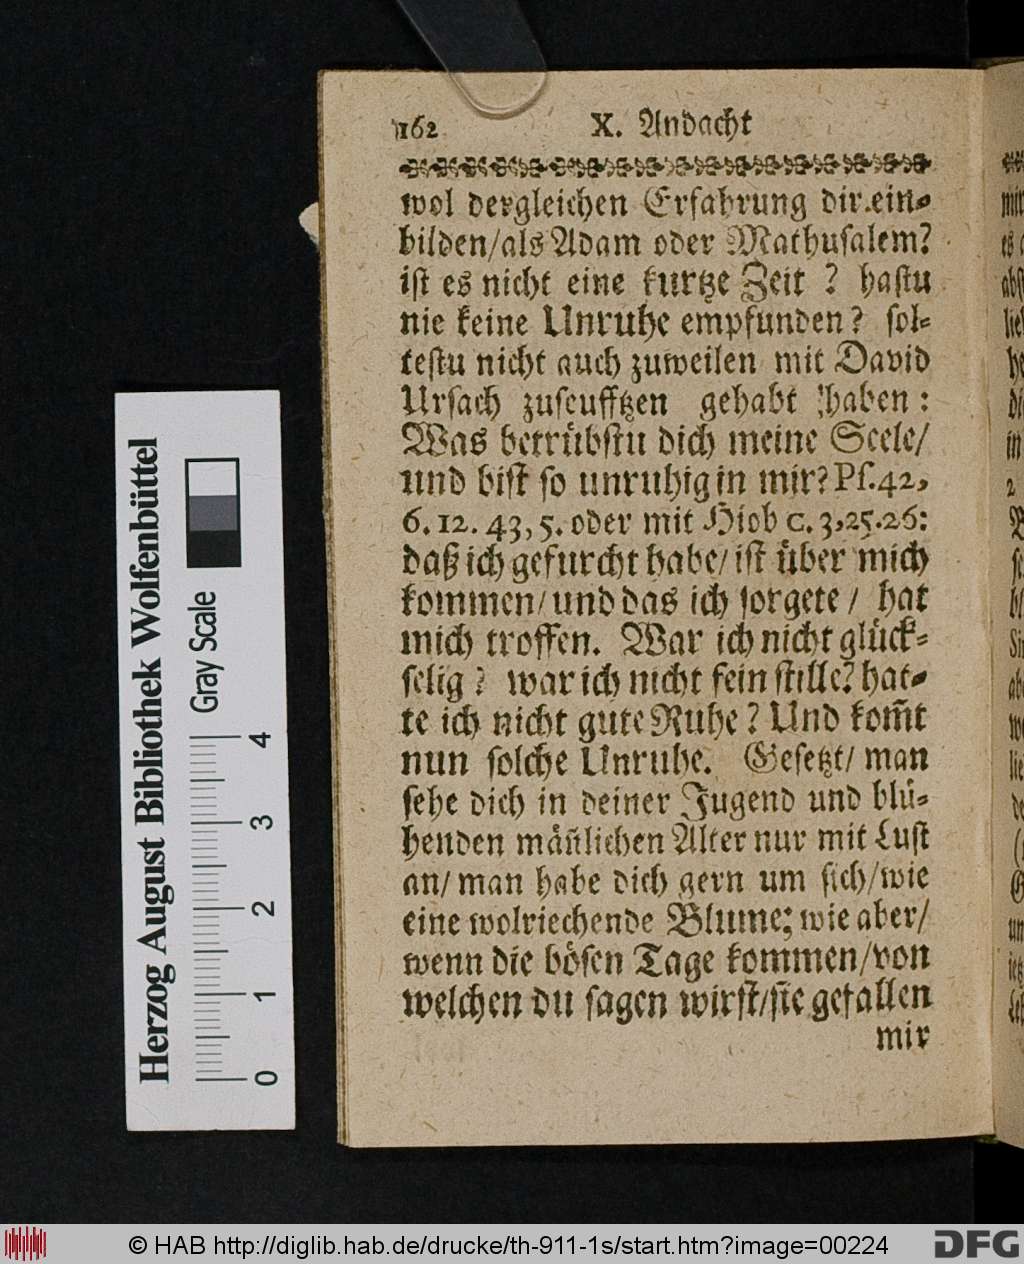 162 X. Andacht
wol dergleichen Erfahrung dir ein-
bilden/als Adam oder Mathusalem?
ist es nicht eine kurtze Zeit ? hastu
nie keine Unruhe empfunden? sol-
testu nicht auch zuweilen mit David
Ursach zuseufftzen gehabt haben:
Was betrübstu dich meine Seele/
und bist so unruhig in mir? Ps. 42,
6. 12. 43, 5. oder mit Hiob c. 3, 25. 26:
daß ich gefurcht habe/ ist über mich
kommen/ und das ich sorgete / hat
mich troffen. War ich nicht glück-
selig ? war ich nicht fein stille? hat-
te ich nicht gute Ruhe ? Und kom̃t
nun solche Unruhe. Gesetzt/ man
sehe dich in deiner Jugend und blü-
henden mäñlichen Alter nur mit Lust
an/ man habe dich gern um sich/wie
eine wolriechende Blume; wie aber/
wenn die bösen Tage kommen/von
welchen du sagen wirst/sie gefallen
mir
Herzog August Bibliothek Wolfenbüttel
Gray Scale
0 1 2 3 4
© HAB http://diglib.hab.de/drucke/th-911-1s/start.htm?image=00224
DFG